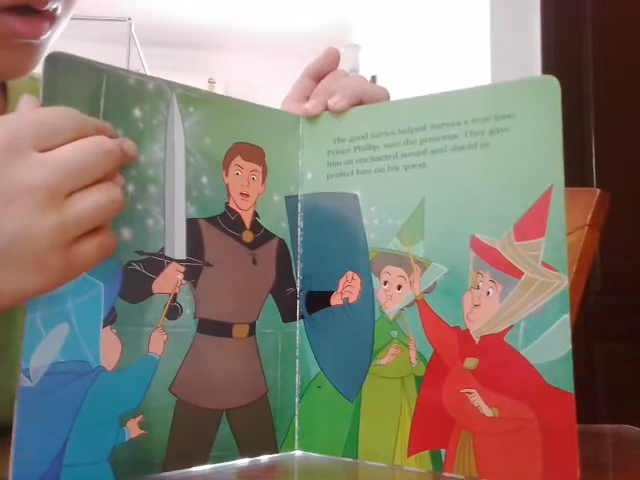 The good fairies helped Aurora's true love,
Prince Phillip, save the princess. They gave
him an enchanted sword and shield to
protect him on his quest.